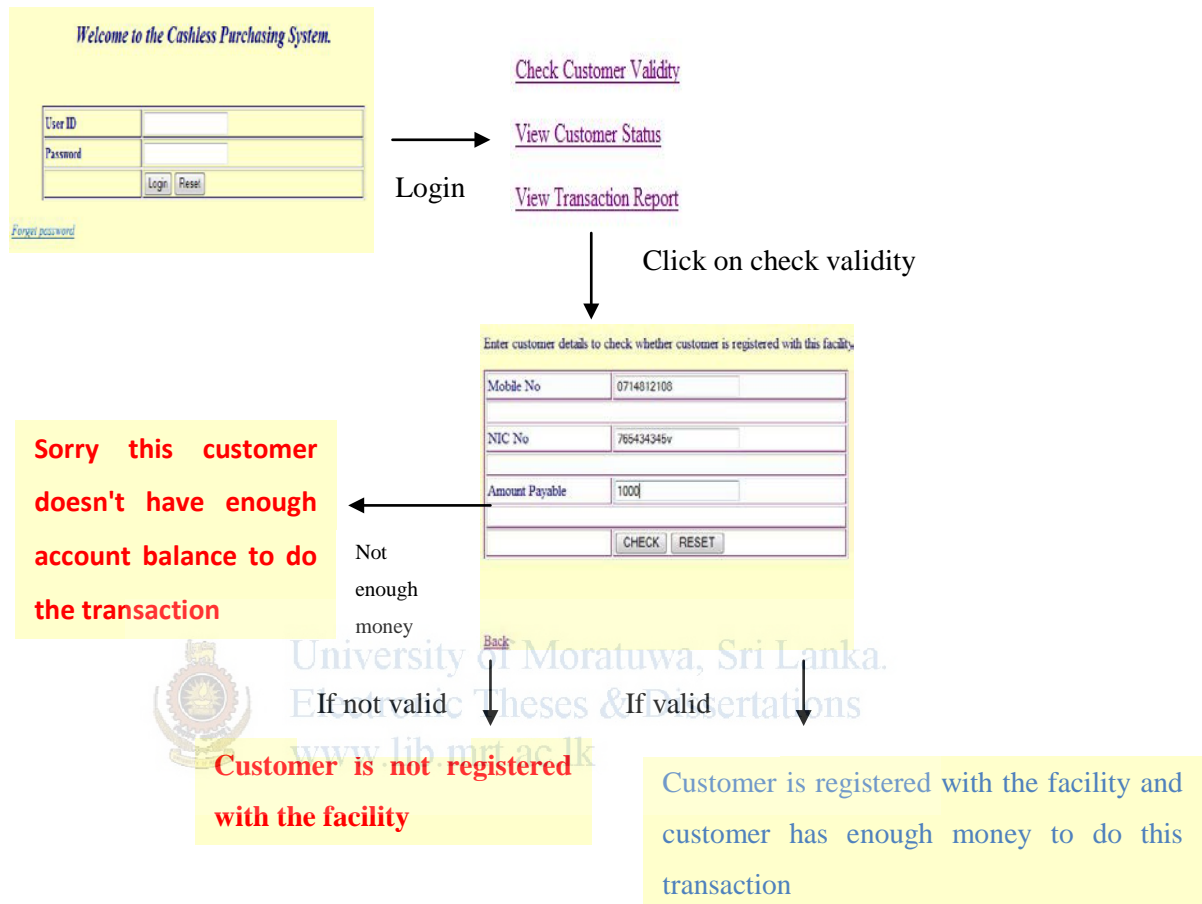 Welcome to the Cashless Purchasing System.
User ID
Password
Login Reset
Forget password
Login
Check Customer Validity
View Customer Status
View Transaction Report
Click on check validity
Enter customer details to check whether customer is registered with this facility.
Mobile No 0714812108
NIC No 765434345v
Amount Payable 1000
CHECK RESET
Back
Sorry this customer
doesn't have enough
account balance to do
the transaction
Not
enough
money
University of Moratuwa, Sri Lanka.
Electronic Theses & Dissertations
www.lib.mrt.ac.lk
If not valid
If valid
Customer is not registered
with the facility
Customer is registered with the facility and
customer has enough money to do this
transaction